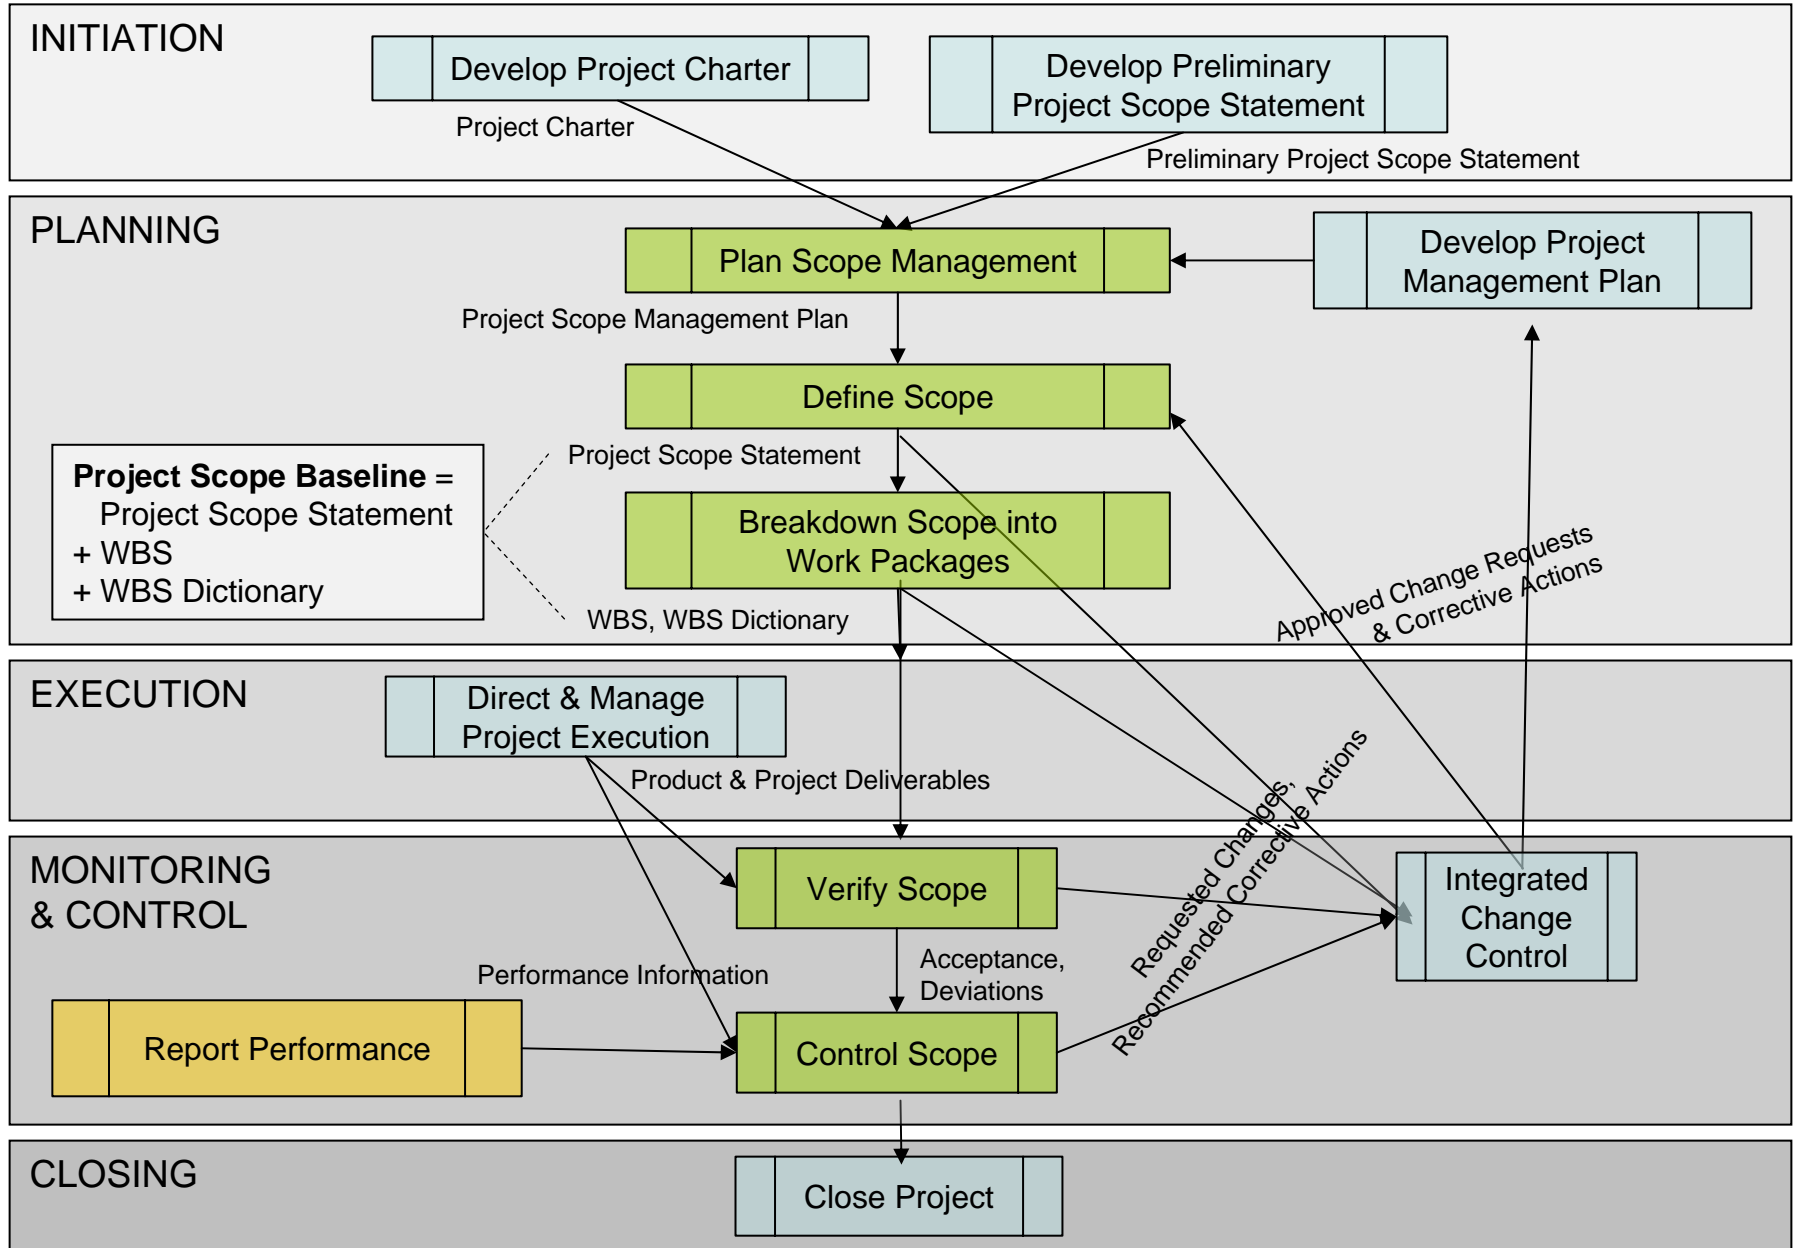 INITIATION
Develop Project Charter
Develop Preliminary
Project Scope Statement
Project Charter
Preliminary Project Scope Statement
PLANNING
Plan Scope Management
Develop Project
Management Plan
Project Scope Management Plan
Define Scope
Project Scope Statement
Project Scope Baseline =
Project Scope Statement
+ WBS
+ WBS Dictionary
Breakdown Scope into
Work Packages
WBS, WBS Dictionary
Approved Change Requests
& Corrective Actions
EXECUTION
Direct & Manage
Project Execution
Product & Project Deliverables
Requested Changes,
Recommended Corrective Actions
MONITORING
& CONTROL
Verify Scope
Integrated
Change
Control
Performance Information
Acceptance,
Deviations
Report Performance
Control Scope
CLOSING
Close Project